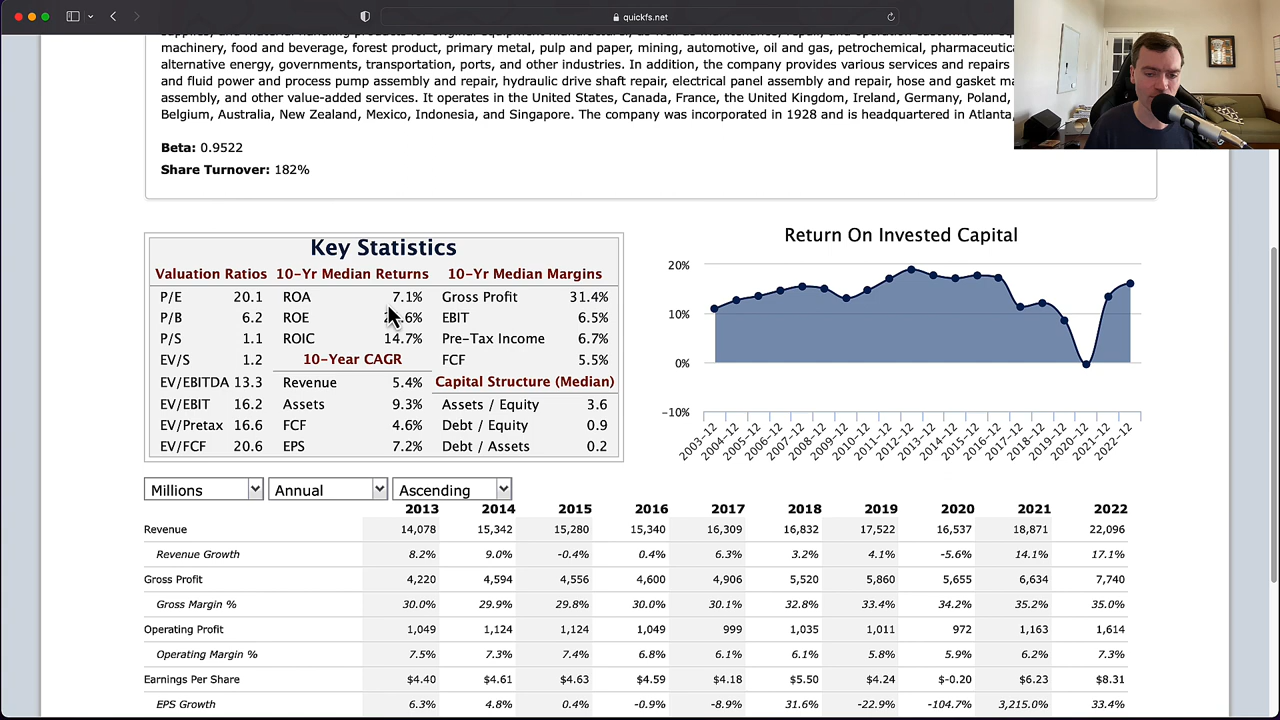 quickfs.net
machinery, food and beverage, forest product, primary metal, pulp and paper, mining, automotive, oil and gas, petrochemical, pharmaceutica
alternative energy, governments, transportation, ports, and other industries. In addition, the company provides various services and repairs
and fluid power and process pump assembly and repair, hydraulic drive shaft repair, electrical panel assembly and repair, hose and gasket ma
assembly, and other value-added services. It operates in the United States, Canada, France, the United Kingdom, Ireland, Germany, Poland,
Belgium, Australia, New Zealand, Mexico, Indonesia, and Singapore. The company was incorporated in 1928 and is headquartered in Atlanta,
Beta: 0.9522
Share Turnover: 182%
Key Statistics
Valuation Ratios 10-Yr Median Returns 10-Yr Median Margins
P/E 20.1 ROA 7.1% Gross Profit 31.4%
P/B 6.2 ROE .6% EBIT 6.5%
P/S 1.1 ROIC 14.7% Pre-Tax Income 6.7%
EV/S 1.2 10-Year CAGR FCF 5.5%
EV/EBITDA 13.3 Revenue 5.4% Capital Structure (Median)
EV/EBIT 16.2 Assets 9.3% Assets / Equity 3.6
EV/Pretax 16.6 FCF 4.6% Debt / Equity 0.9
EV/FCF 20.6 EPS 7.2% Debt / Assets 0.2
Return On Invested Capital
20%
10%
0%
-10%
2003-12 2004-12 2005-12 2006-12 2007-12 2008-12 2009-12 2010-12 2011-12 2012-12 2013-12 2014-12 2015-12 2016-12 2017-12 2018-12 2019-12 2020-12 2021-12 2022-12
Millions Annual Ascending
2013 2014 2015 2016 2017 2018 2019 2020 2021 2022
Revenue 14,078 15,342 15,280 15,340 16,309 16,832 17,522 16,537 18,871 22,096
Revenue Growth 8.2% 9.0% -0.4% 0.4% 6.3% 3.2% 4.1% -5.6% 14.1% 17.1%
Gross Profit 4,220 4,594 4,556 4,600 4,906 5,520 5,860 5,655 6,634 7,740
Gross Margin % 30.0% 29.9% 29.8% 30.0% 30.1% 32.8% 33.4% 34.2% 35.2% 35.0%
Operating Profit 1,049 1,124 1,124 1,049 999 1,035 1,011 972 1,163 1,614
Operating Margin % 7.5% 7.3% 7.4% 6.8% 6.1% 6.1% 5.8% 5.9% 6.2% 7.3%
Earnings Per Share $4.40 $4.61 $4.63 $4.59 $4.18 $5.50 $4.24 $-0.20 $6.23 $8.31
EPS Growth 6.3% 4.8% 0.4% -0.9% -8.9% 31.6% -22.9% -104.7% 3,215.0% 33.4%